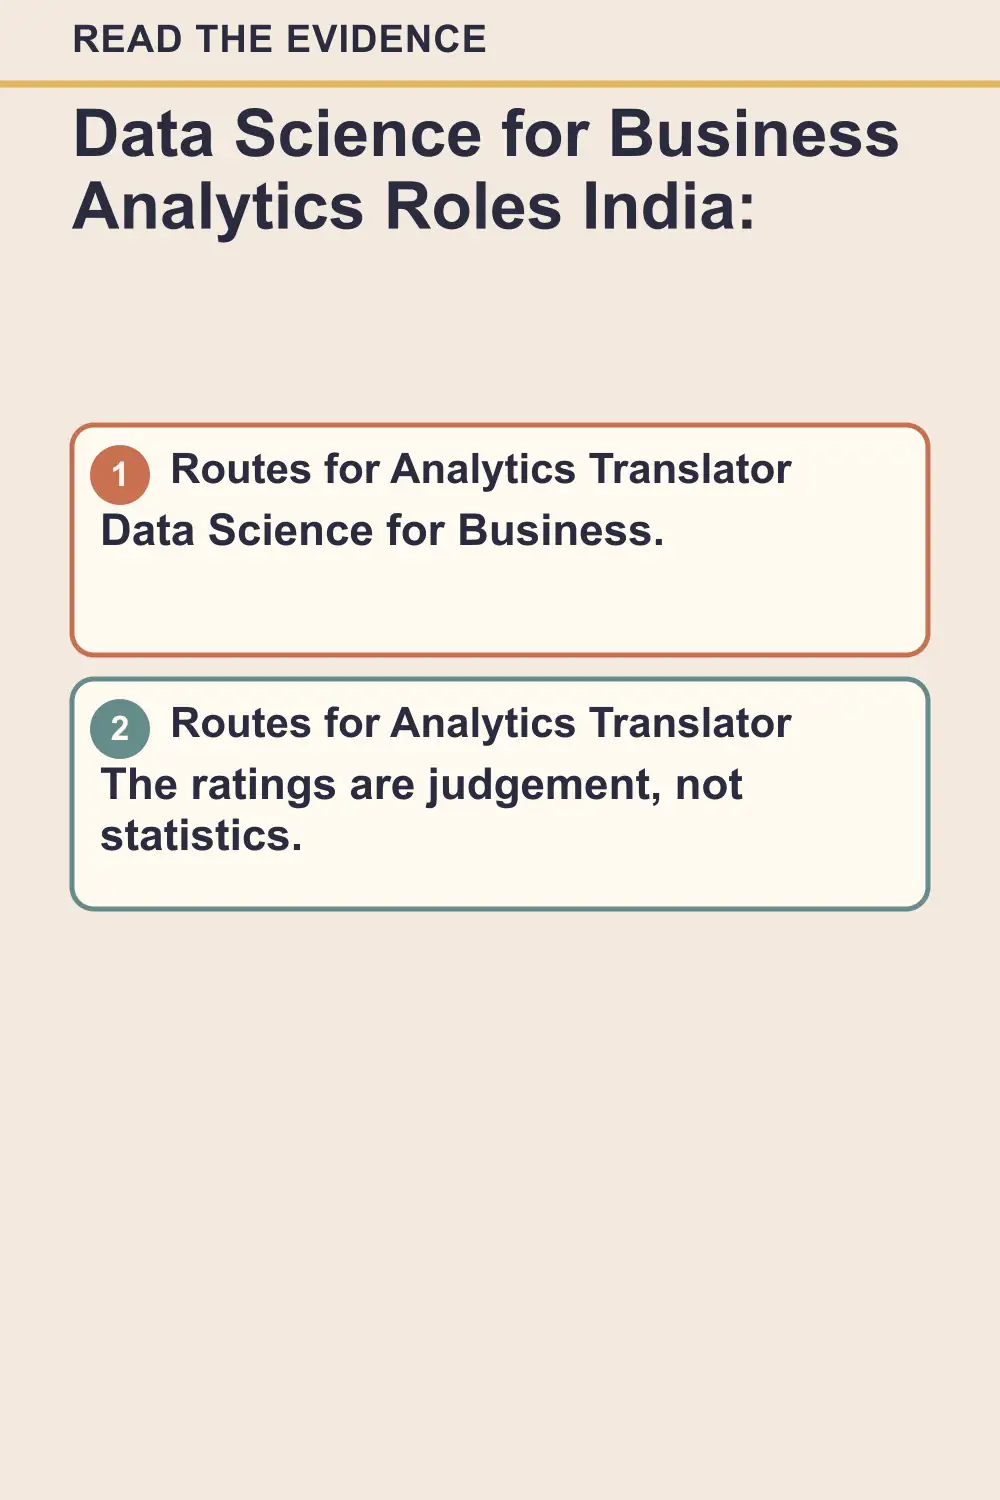 READ THE EVIDENCE
Data Science for Business
Analytics Roles India:
1 Routes for Analytics Translator
Data Science for Business.
2 Routes for Analytics Translator
The ratings are judgement, not
statistics.